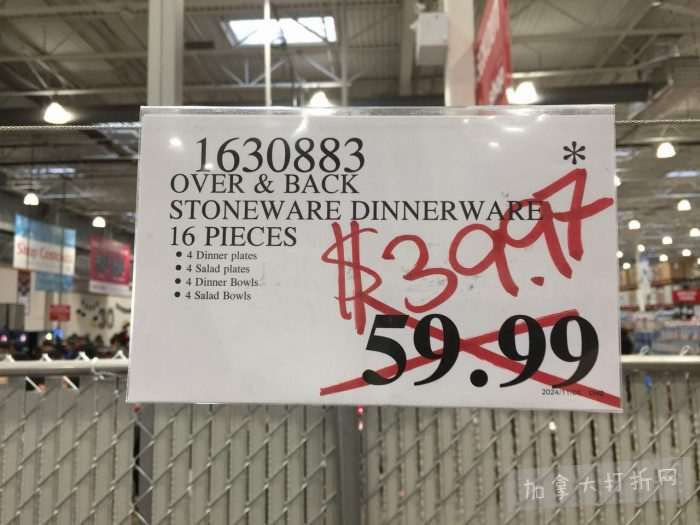 1630883
*
OVER & BACK
STONEWARE DINNERWARE
16 PIECES
• 4 Dinner plates
• 4 Salad plates
• 4 Dinner Bowls
• 4 Salad Bowls
$39.97
59.99
加拿大打折网